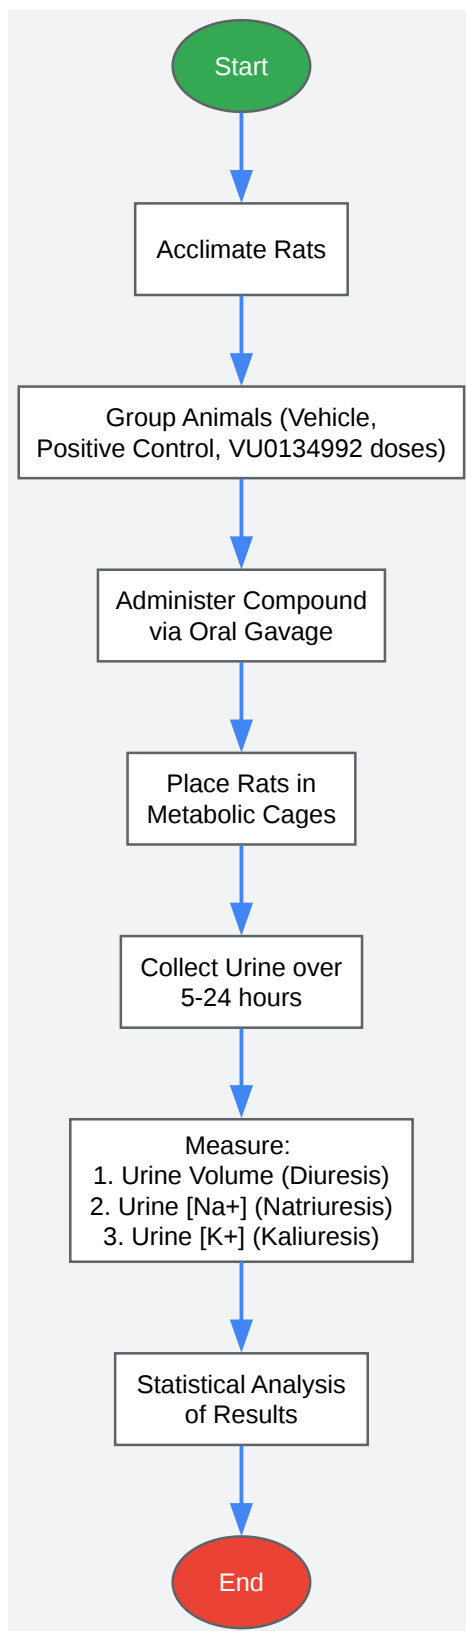 Start
Acclimate Rats
Group Animals (Vehicle,
Positive Control, VU0134992 doses)
Administer Compound
via Oral Gavage
Place Rats in
Metabolic Cages
Collect Urine over
5-24 hours
Measure:
1. Urine Volume (Diuresis)
2. Urine [Na+] (Natriuresis)
3. Urine [K+] (Kaliuresis)
Statistical Analysis
of Results
End